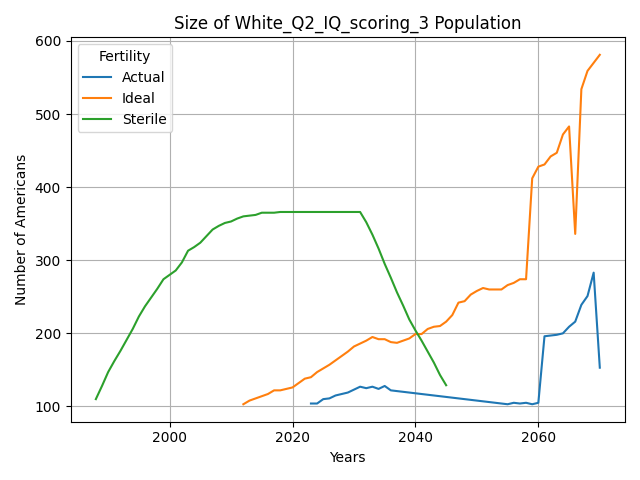 Size of White_Q2_IQ_scoring_3 Population
Number of Americans
600
500
400
300
200
100
Fertility
Actual
Ideal
Sterile
2000
2020
2040
2060
Years